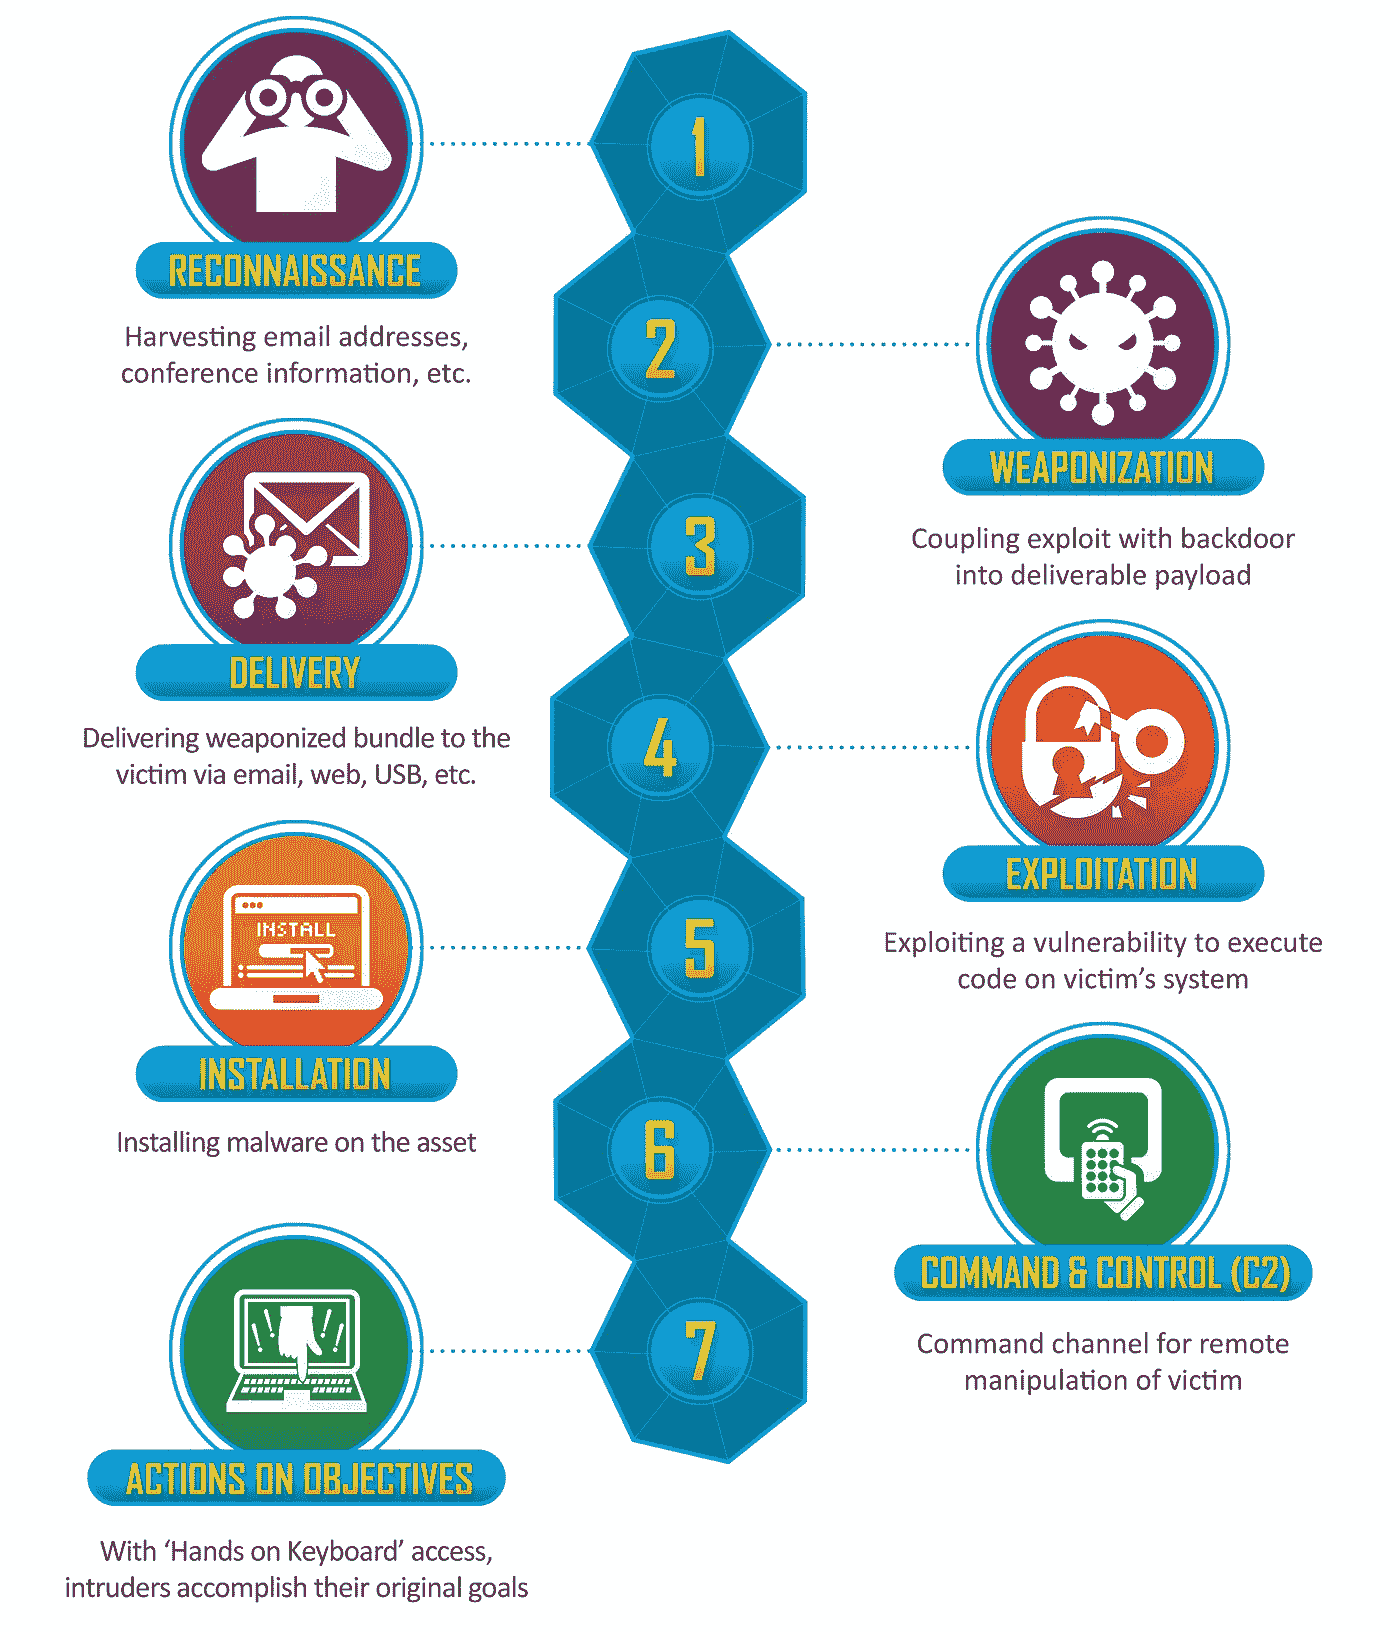 1
RECONNAISSANCE
Harvesting email addresses,
conference information, etc.
2
WEAPONIZATION
Coupling exploit with backdoor
into deliverable payload
3
DELIVERY
Delivering weaponized bundle to the
victim via email, web, USB, etc.
4
EXPLOITATION
Exploiting a vulnerability to execute
code on victim’s system
5
INSTALL
INSTALLATION
Installing malware on the asset
6
COMMAND & CONTROL (C2)
Command channel for remote
manipulation of victim
7
ACTIONS ON OBJECTIVES
With ‘Hands on Keyboard’ access,
intruders accomplish their original goals